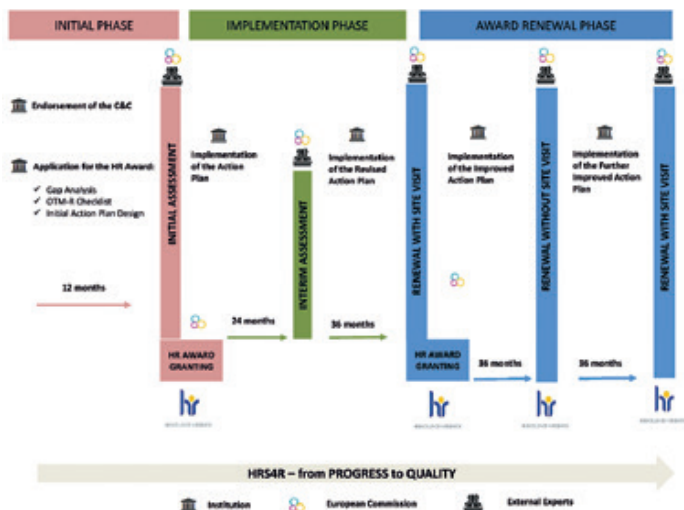 INITIAL PHASE
IMPLEMENTATION PHASE
AWARD RENEWAL PHASE
Endorsement of the C&C
Application for the HR Award:
✓ Gap Analysis
✓ OTM-R Checklist
✓ Initial Action Plan Design
12 months
INITIAL ASSESSMENT
HR AWARD
GRANTING
hr
Implementation
of the Action
Plan
24 months
INTERIM ASSESSMENT
Implementation
of the Revised
Action Plan
36 months
RENEWAL WITH SITE VISIT
HR AWARD
GRANTING
hr
Implementation
of the Improved
Action Plan
36 months
RENEWAL WITHOUT SITE VISIT
hr
Implementation of
the Further
Improved Action
Plan
36 months
RENEWAL WITH SITE VISIT
hr
HRS4R – from PROGRESS to QUALITY
Institution
European Commission
External Experts